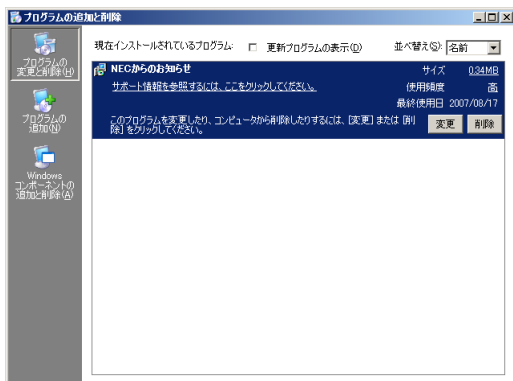 プログラムの追加と削除
プログラムの
変更と削除(H)
プログラムの
追加(N)
Windows
コンポーネントの
追加と削除(A)
現在インストールされているプログラム:
更新プログラムの表示(D)
並べ替え(S):
名前
NECからのお知らせ
サイズ
0.34MB
サポート情報を参照するには、ここをクリックしてください。
使用頻度
高
最終使用日
2007/08/17
このプログラムを変更したり、コンピュータから削除したりするには、[変更] または [削
除] をクリックしてください。
変更
削除